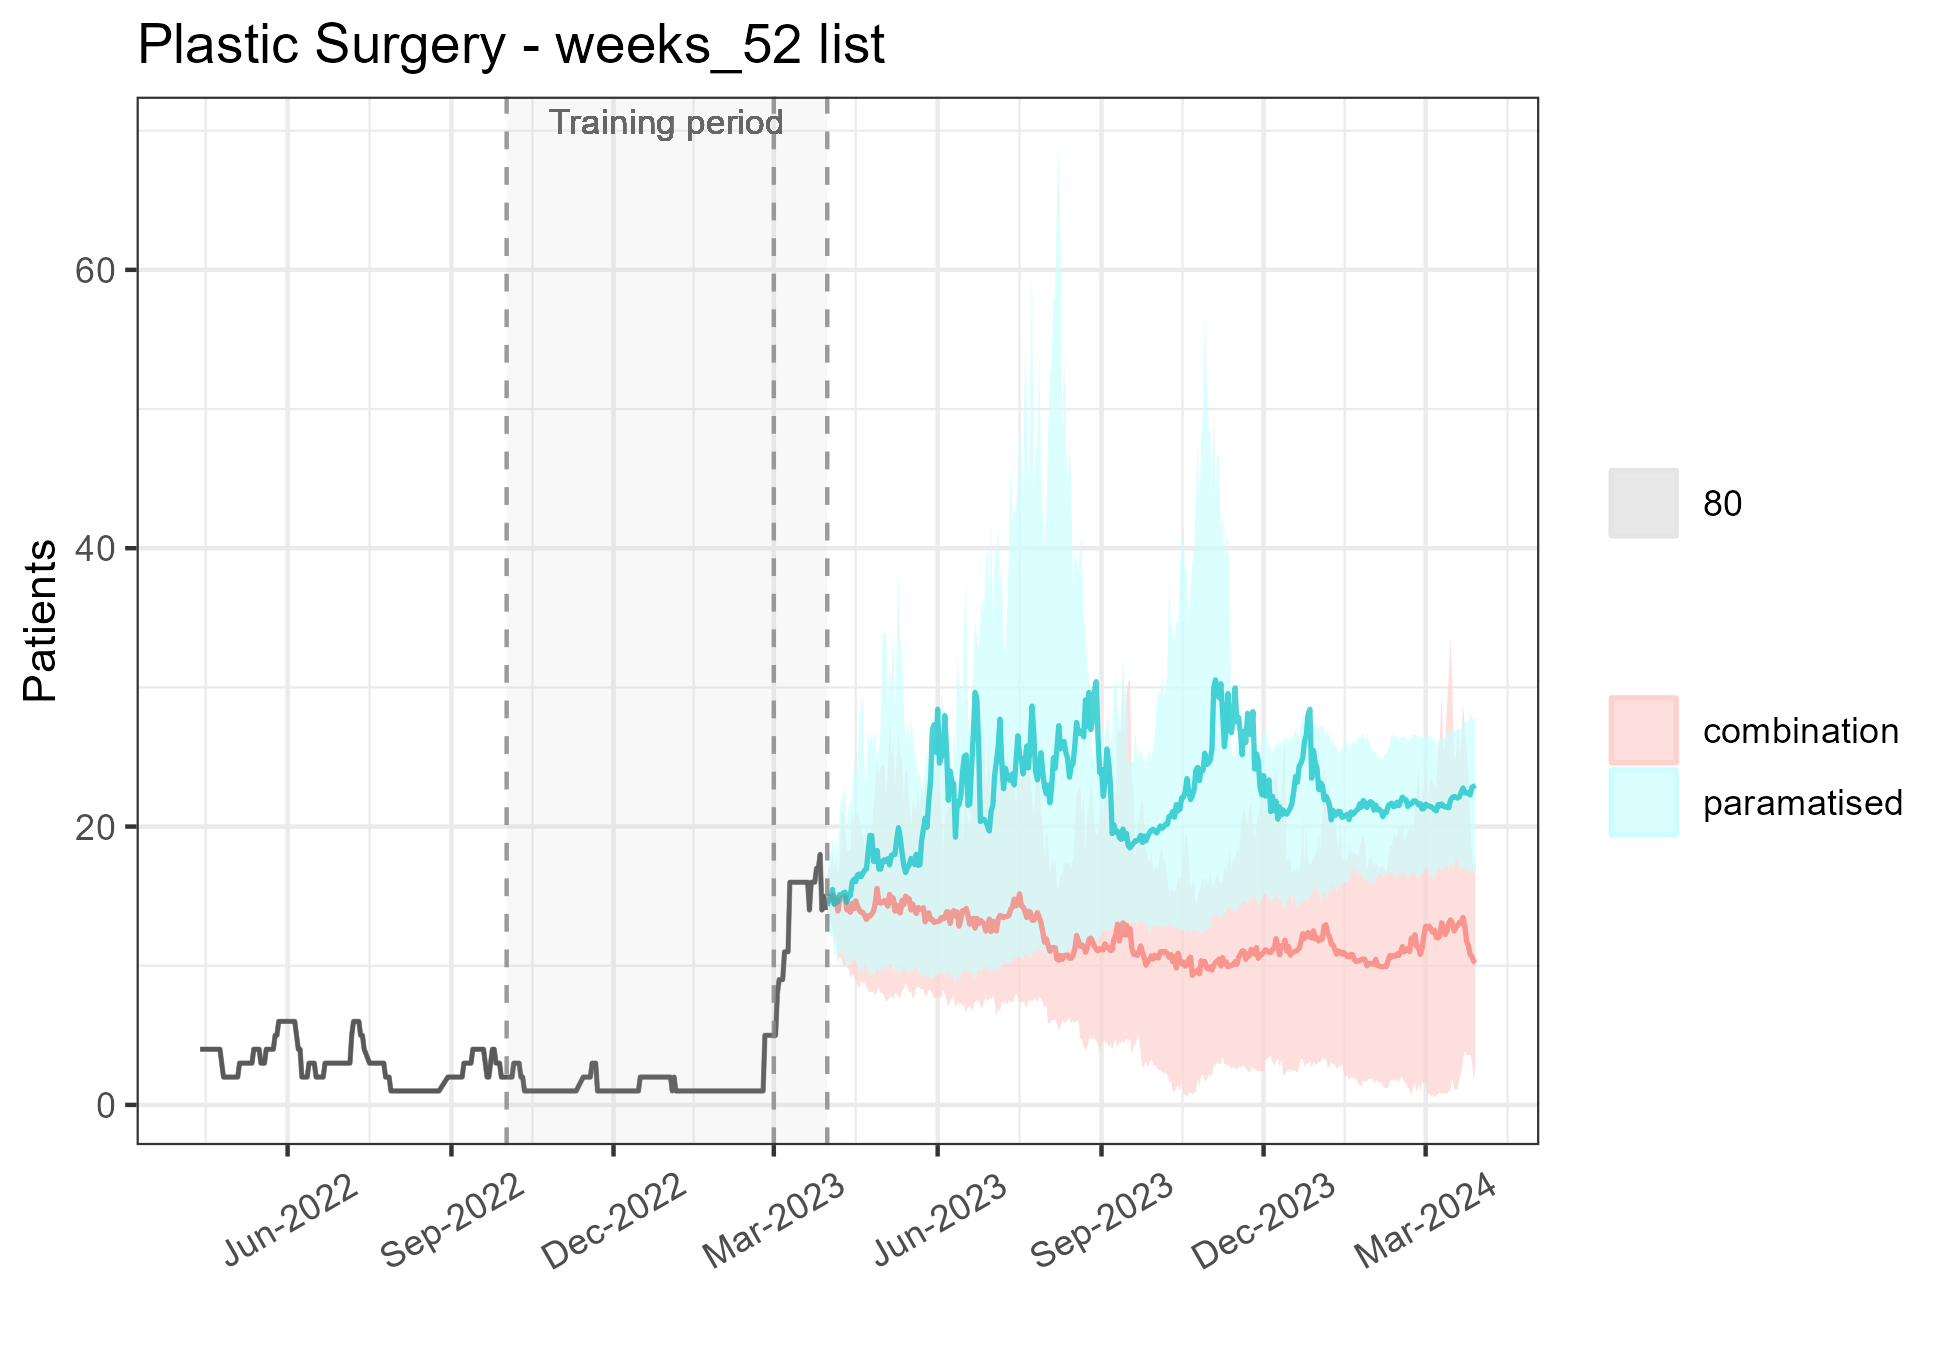 Plastic Surgery - weeks_52 list
Training period
Patients
60
40
20
0
Jun-2022
Sep-2022
Dec-2022
Mar-2023
Jun-2023
Sep-2023
Dec-2023
Mar-2024
80
combination
paramatised